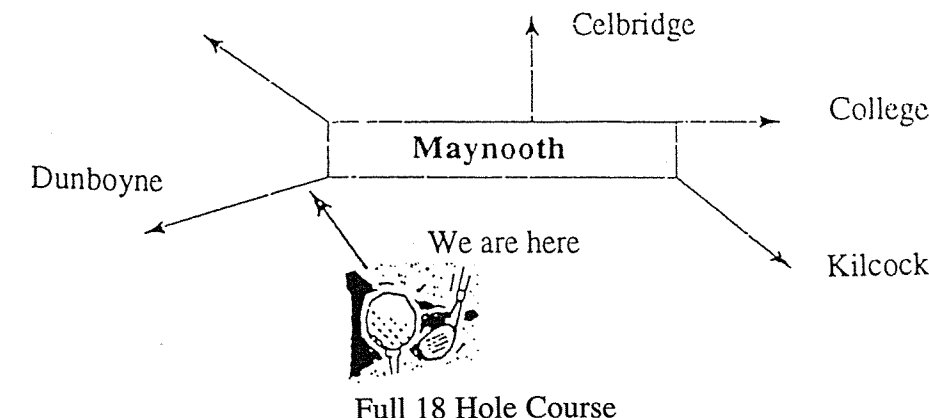 Celbridge
College
Maynooth
Dunboyne
We are here
Kilcock
Full 18 Hole Course